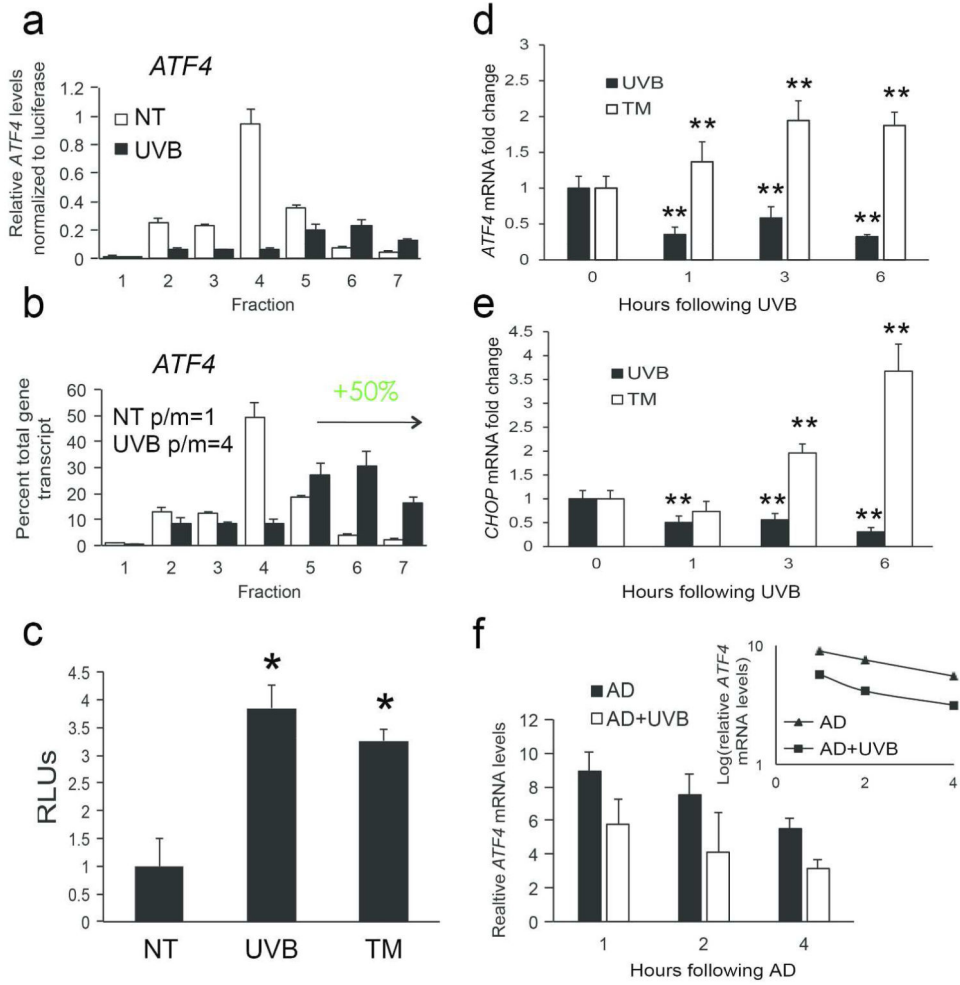 a
ATF4
Relative ATF4 levels
normalized to luciferase
1.2
1
0.8
0.6
0.4
0.2
0
NT
UVB
1 2 3 4 5 6 7
Fraction
b
ATF4
Percent total gene
transcript
60
50
40
30
20
10
0
NT p/m=1
UVB p/m=4
+50%
1 2 3 4 5 6 7
Fraction
c
RLUs
4.5
4
3.5
3
2.5
2
1.5
1
0.5
0
*
*
NT UVB TM
d
ATF4 mRNA fold change
3
2.5
2
1.5
1
0.5
0
UVB
TM
** ** **
** ** **
0 1 3 6
Hours following UVB
e
CHOP mRNA fold change
4.5
4
3.5
3
2.5
2
1.5
1
0.5
0
UVB
TM
**
**
** ** **
0 1 3 6
Hours following UVB
f
Realtive ATF4 mRNA levels
12
10
8
6
4
2
0
AD
AD+UVB
1 2 4
Hours following AD
Log(relative ATF4
mRNA levels)
10
1
AD
AD+UVB
0 2 4